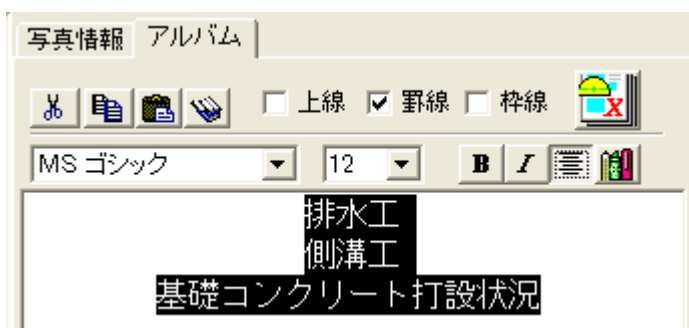 写真情報 アルバム
上線 罫線 枠線
MS ゴシック 12 B I
排水工
側溝工
基礎コンクリート打設状況